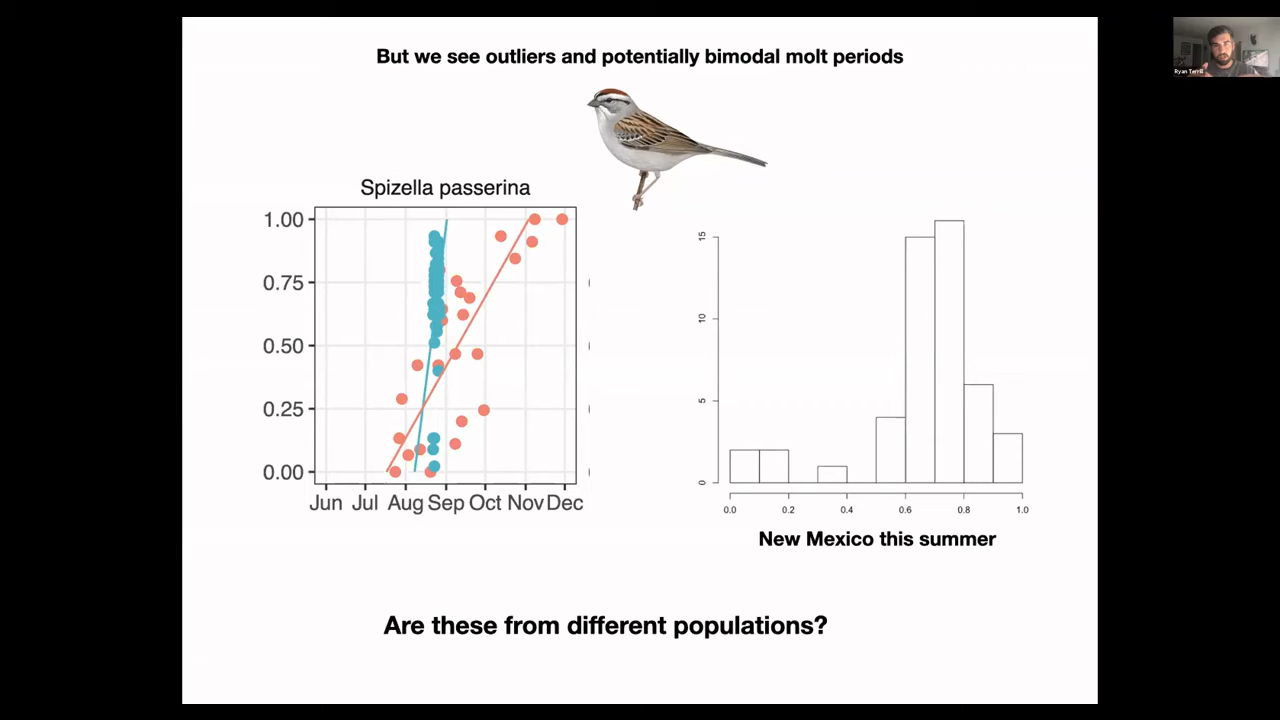 But we see outliers and potentially bimodal molt periods
Ryan Terrill
Spizella passerina
1.00
0.75
0.50
0.25
0.00
Jun Jul Aug Sep Oct Nov Dec
15
10
5
0
0.0 0.2 0.4 0.6 0.8 1.0
New Mexico this summer
Are these from different populations?